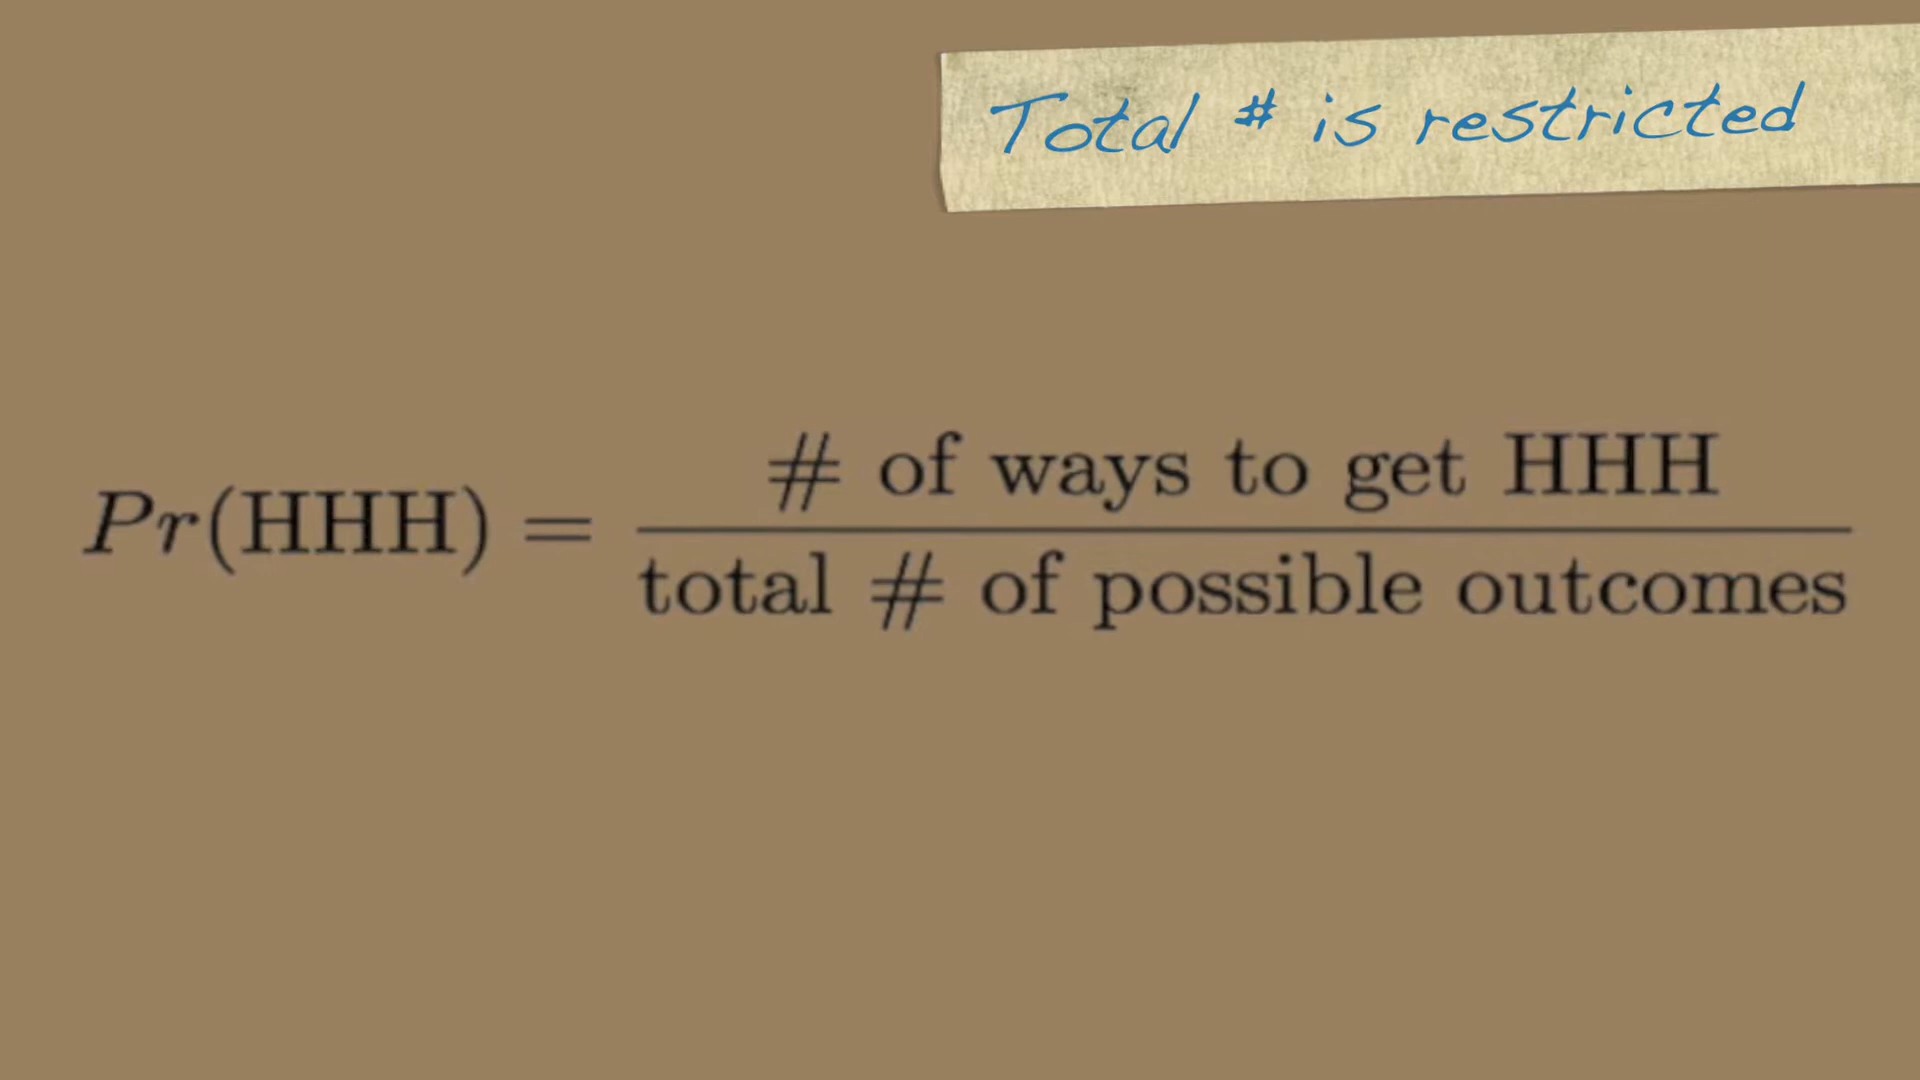 Total # is restricted
Pr(HHH) = # of ways to get HHH / total # of possible outcomes